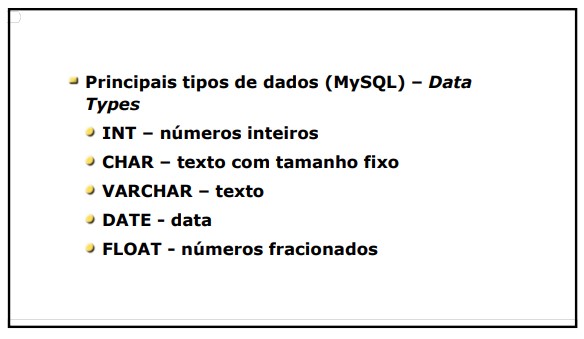 Principais tipos de dados (MySQL) – Data
Types
INT – números inteiros
CHAR – texto com tamanho fixo
VARCHAR – texto
DATE - data
FLOAT - números fracionados